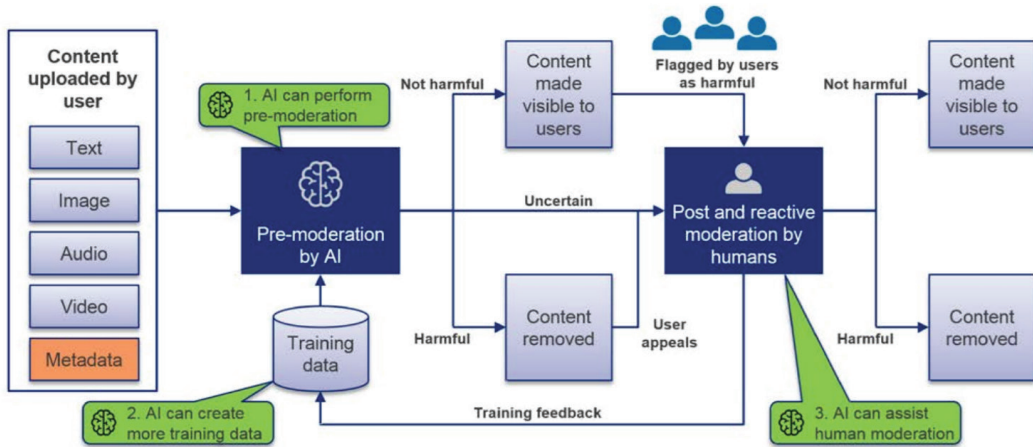 Content
uploaded by
user
Text
Image
Audio
Video
Metadata
1. AI can perform
pre-moderation
Pre-moderation
by AI
Training
data
2. AI can create
more training data
Not harmful
Content
made
visible to
users
Uncertain
Harmful
Content
removed
User
appeals
Training feedback
Flagged by users
as harmful
Post and reactive
moderation by
humans
3. AI can assist
human moderation
Not harmful
Content
made
visible to
users
Harmful
Content
removed